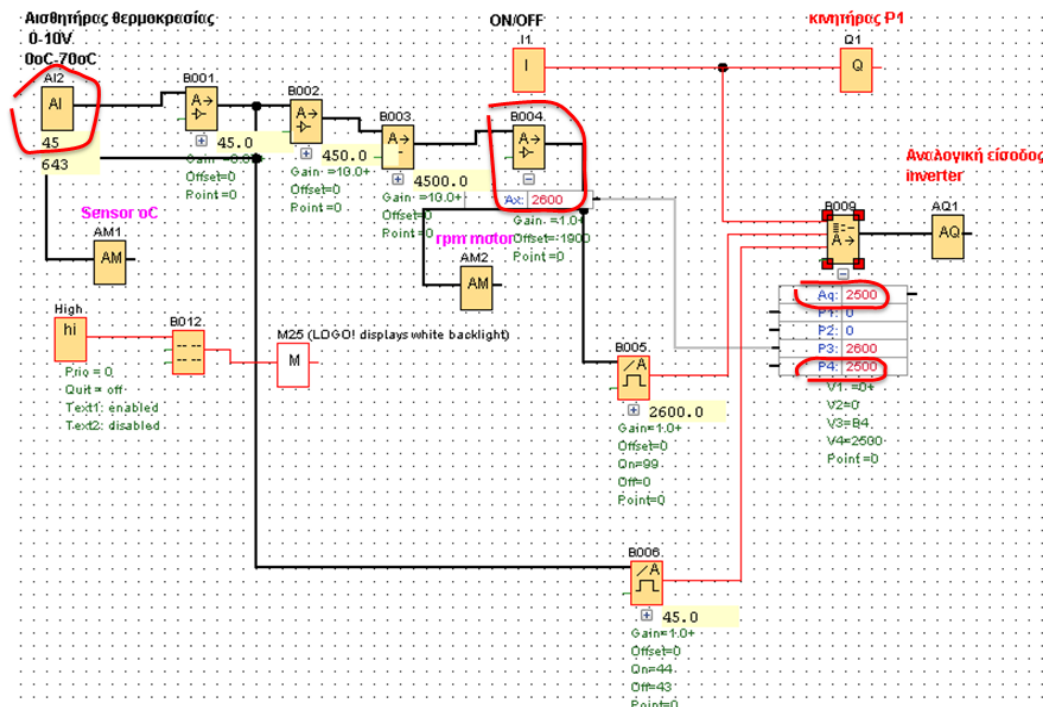 Αισθητήρας θερμοκρασίας
0-10V
0oC-70oC
AI2
AI
45
643
Sensor oC
AM1
AM
B001
A→
45.0
Offset=0
Point=0
B002
A→
450.0
Gain =10.0+
Offset=0
Point=0
B003
A→
4500.0
Gain =10.0+
Offset=0
Point=0
B004
A→
Ax: 2600
Gain =1.0+
Offset=-1900
Point=0
rpm motor
AM2
AM
ON/OFF
I1
I
κινητήρας P1
Q1
Q
Αναλογική είσοδος
inverter
B009
A→
AQ1
AQ
Aq: 2500
P1: 0
P2: 0
P3: 2600
P4: 2500
V1 =0+
V2=0
V3=B4
V4=2500
Point =0
High
hi
B012
Prio = 0
Quit = off
Text1: enabled
Text2: disabled
M25 (LOGO! displays white backlight)
M
B005
/A
2600.0
Gain=1.0+
Offset=0
On=99
Off=0
Point=0
B006
/A
45.0
Gain=1.0+
Offset=0
On=44
Off=43
Point=0